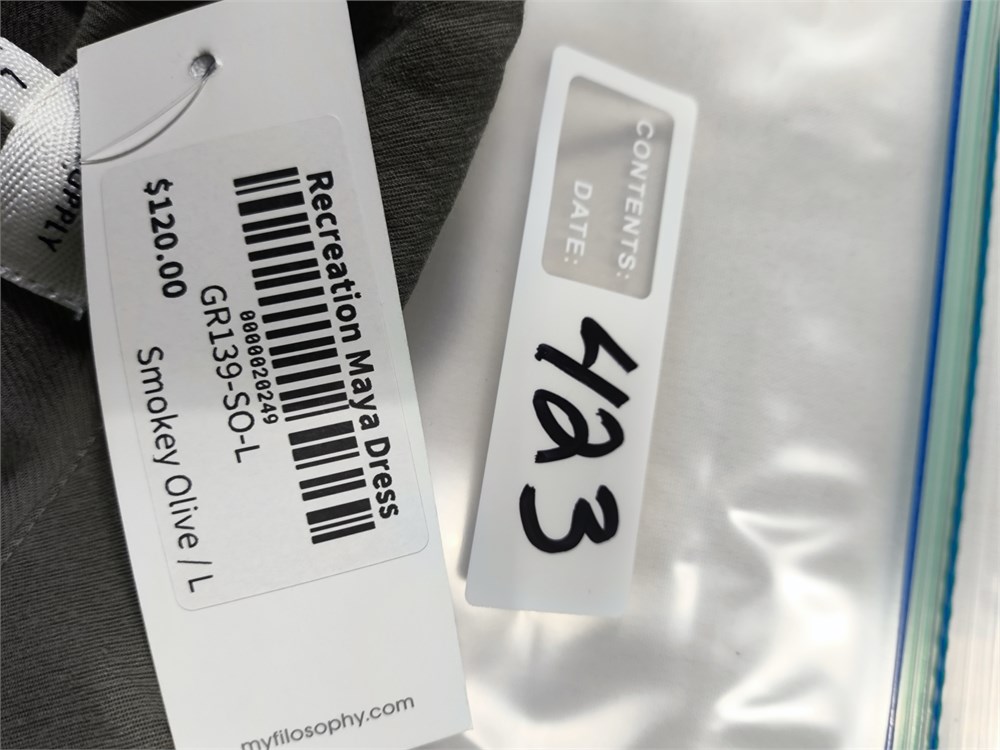 Recreation Maya Dress
0000020249
GR139-SO-L
$120.00
Smokey Olive / L
myfilosophy.com
CONTENTS:
DATE:
423